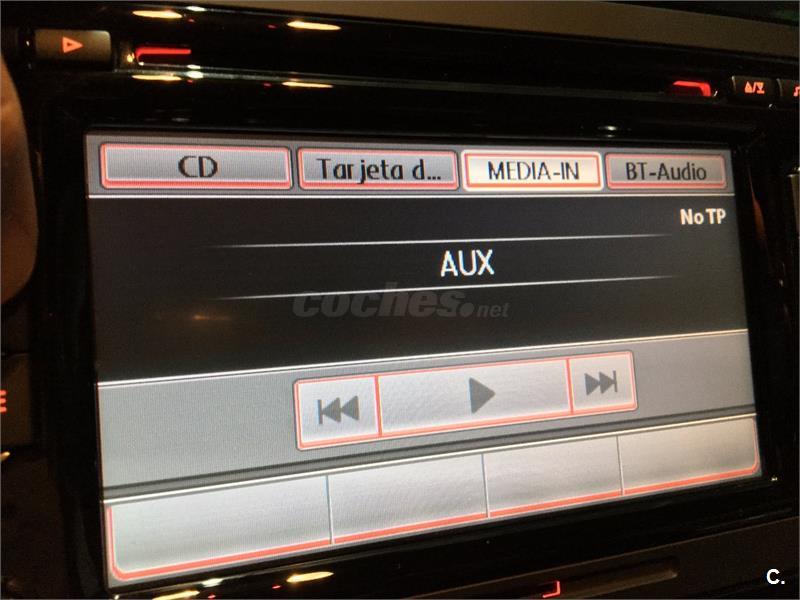 CD
Tarjeta d...
MEDIA-IN
BT-Audio
No TP
AUX
coches.net
C.